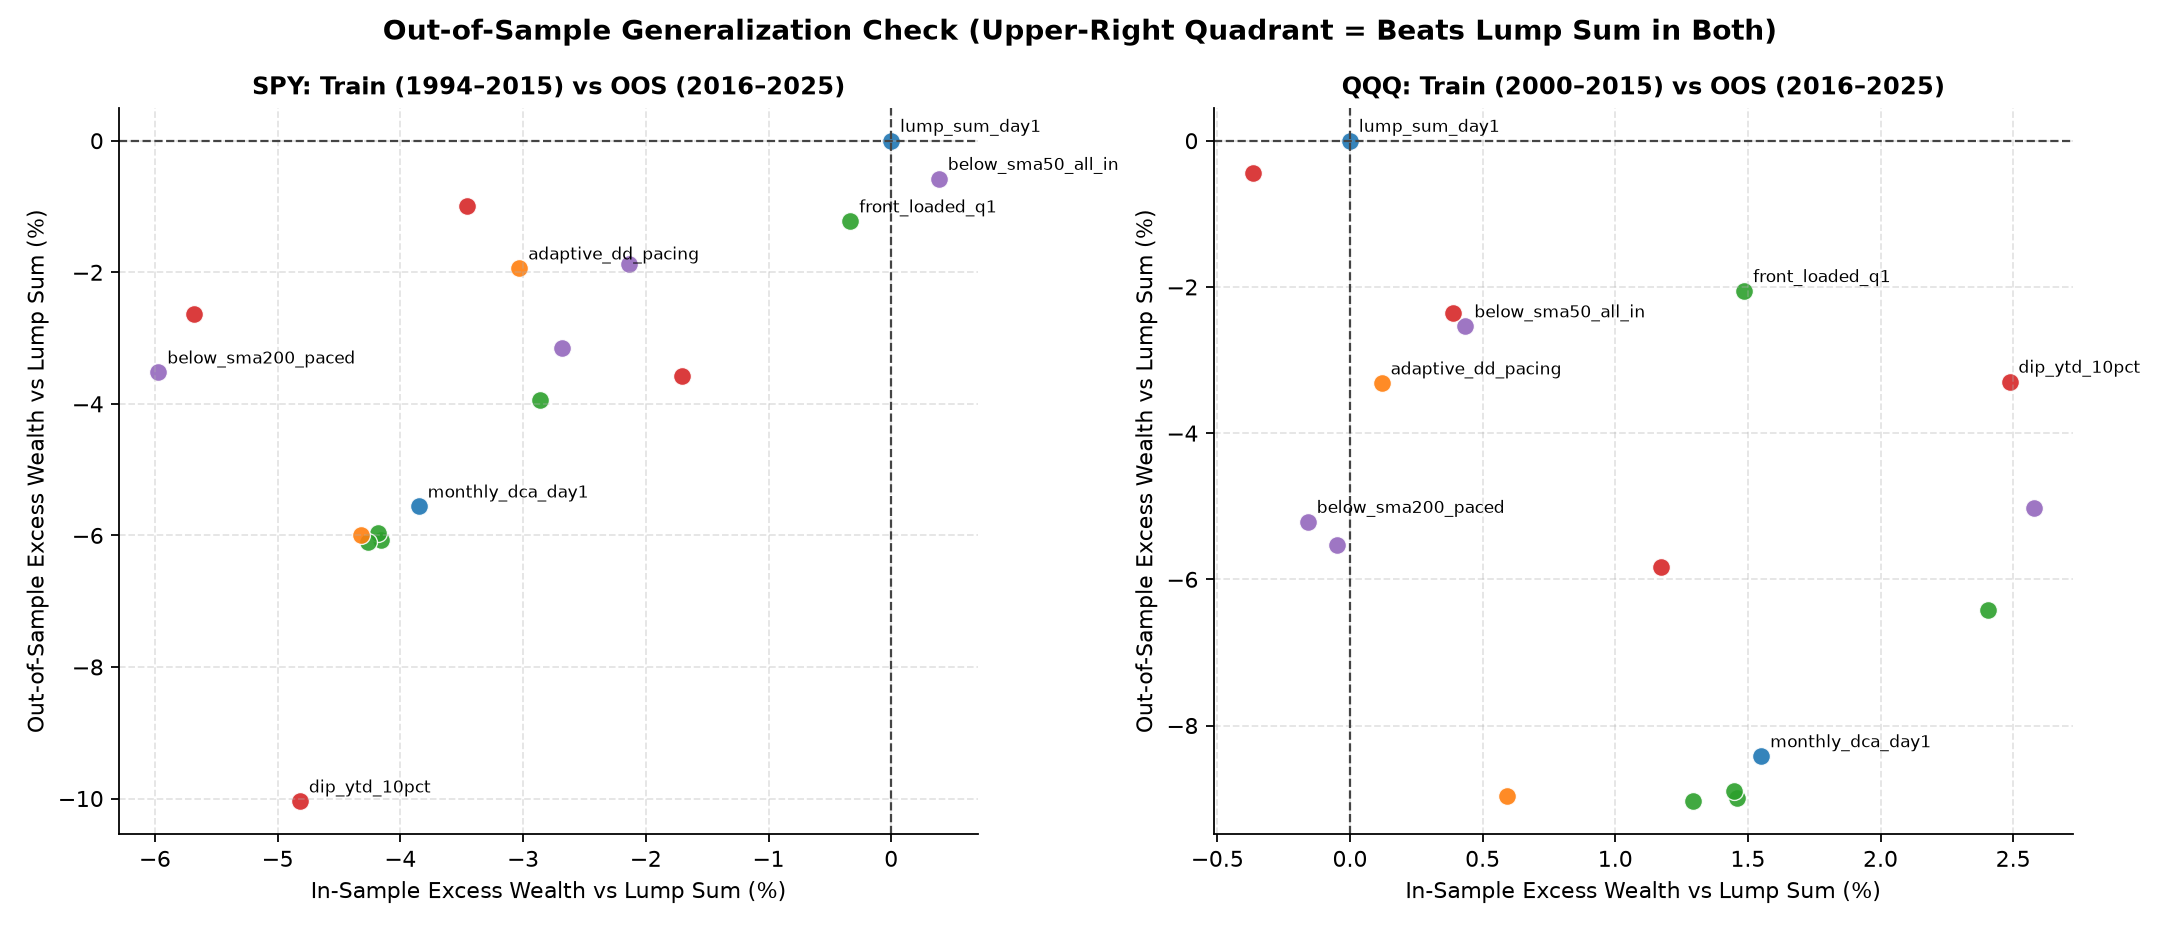 Out-of-Sample Generalization Check (Upper-Right Quadrant = Beats Lump Sum in Both)
SPY: Train (1994–2015) vs OOS (2016–2025)
Out-of-Sample Excess Wealth vs Lump Sum (%)
0
−2
−4
−6
−8
−10
lump_sum_day1
below_sma50_all_in
front_loaded_q1
adaptive_dd_pacing
below_sma200_paced
monthly_dca_day1
dip_ytd_10pct
−6
−5
−4
−3
−2
−1
0
In-Sample Excess Wealth vs Lump Sum (%)
QQQ: Train (2000–2015) vs OOS (2016–2025)
Out-of-Sample Excess Wealth vs Lump Sum (%)
0
−2
−4
−6
−8
lump_sum_day1
front_loaded_q1
below_sma50_all_in
adaptive_dd_pacing
dip_ytd_10pct
below_sma200_paced
monthly_dca_day1
−0.5
0.0
0.5
1.0
1.5
2.0
2.5
In-Sample Excess Wealth vs Lump Sum (%)